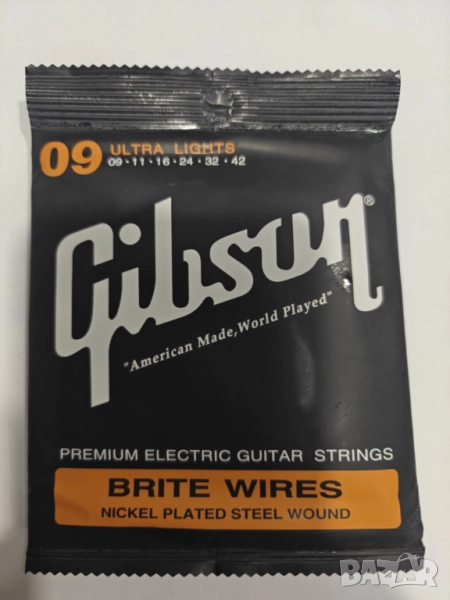 09 ULTRA LIGHTS
09·11·16·24·32·42
Gibson®
"American Made,World Played"
PREMIUM ELECTRIC GUITAR STRINGS
BRITE WIRES
NICKEL PLATED STEEL WOUND
BAZAR